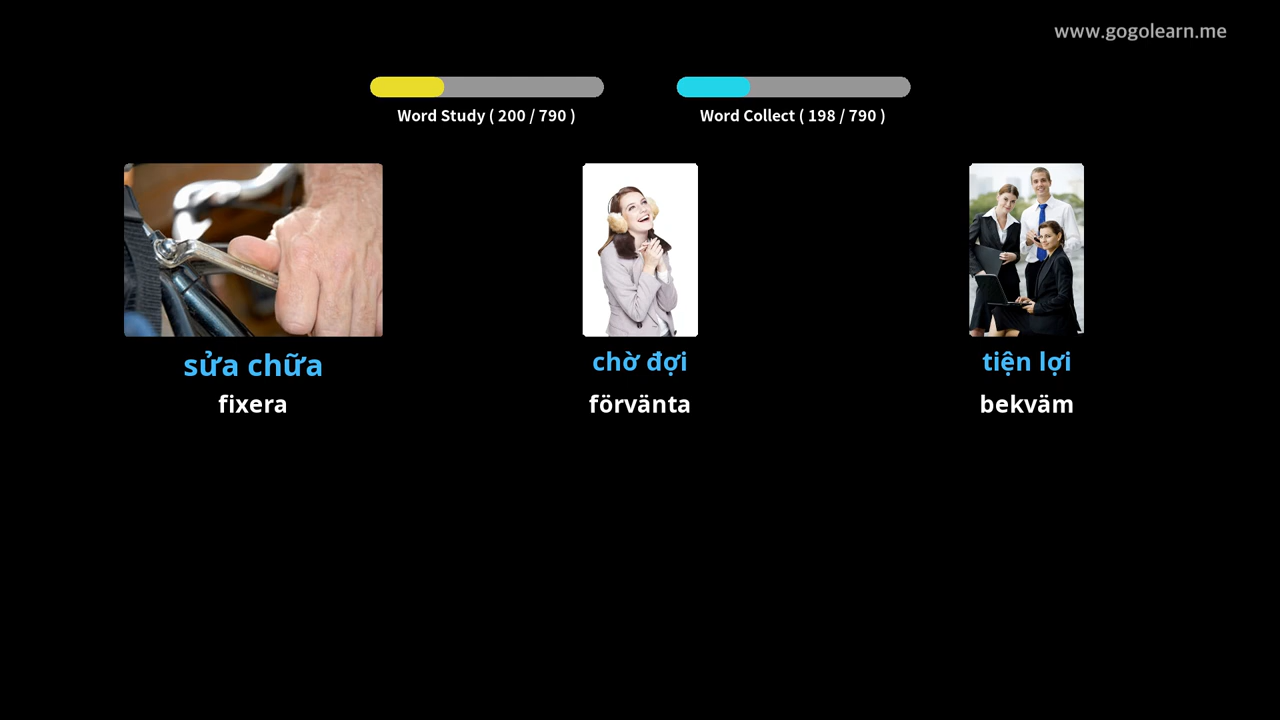 www.gogolearn.me
Word Study ( 200 / 790 )
Word Collect ( 198 / 790 )
sửa chữa
fixera
chờ đợi
förvänta
tiện lợi
bekväm